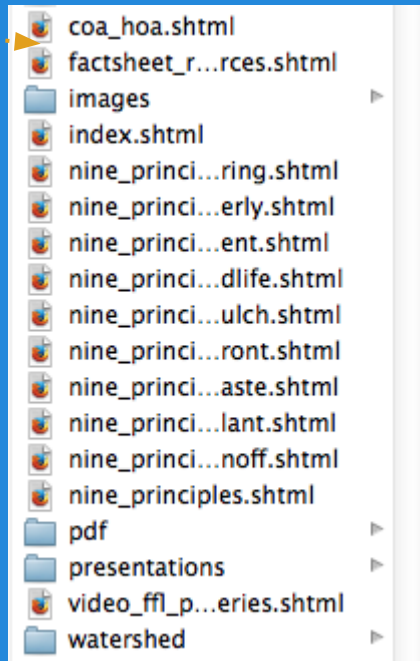 coa_hoa.shtml
factsheet_r...rces.shtml
images
index.shtml
nine_princi...ring.shtml
nine_princi...erly.shtml
nine_princi...ent.shtml
nine_princi...dlife.shtml
nine_princi...ulch.shtml
nine_princi...ront.shtml
nine_princi...aste.shtml
nine_princi...lant.shtml
nine_princi...noff.shtml
nine_principles.shtml
pdf
presentations
video_ffl_p...eries.shtml
watershed